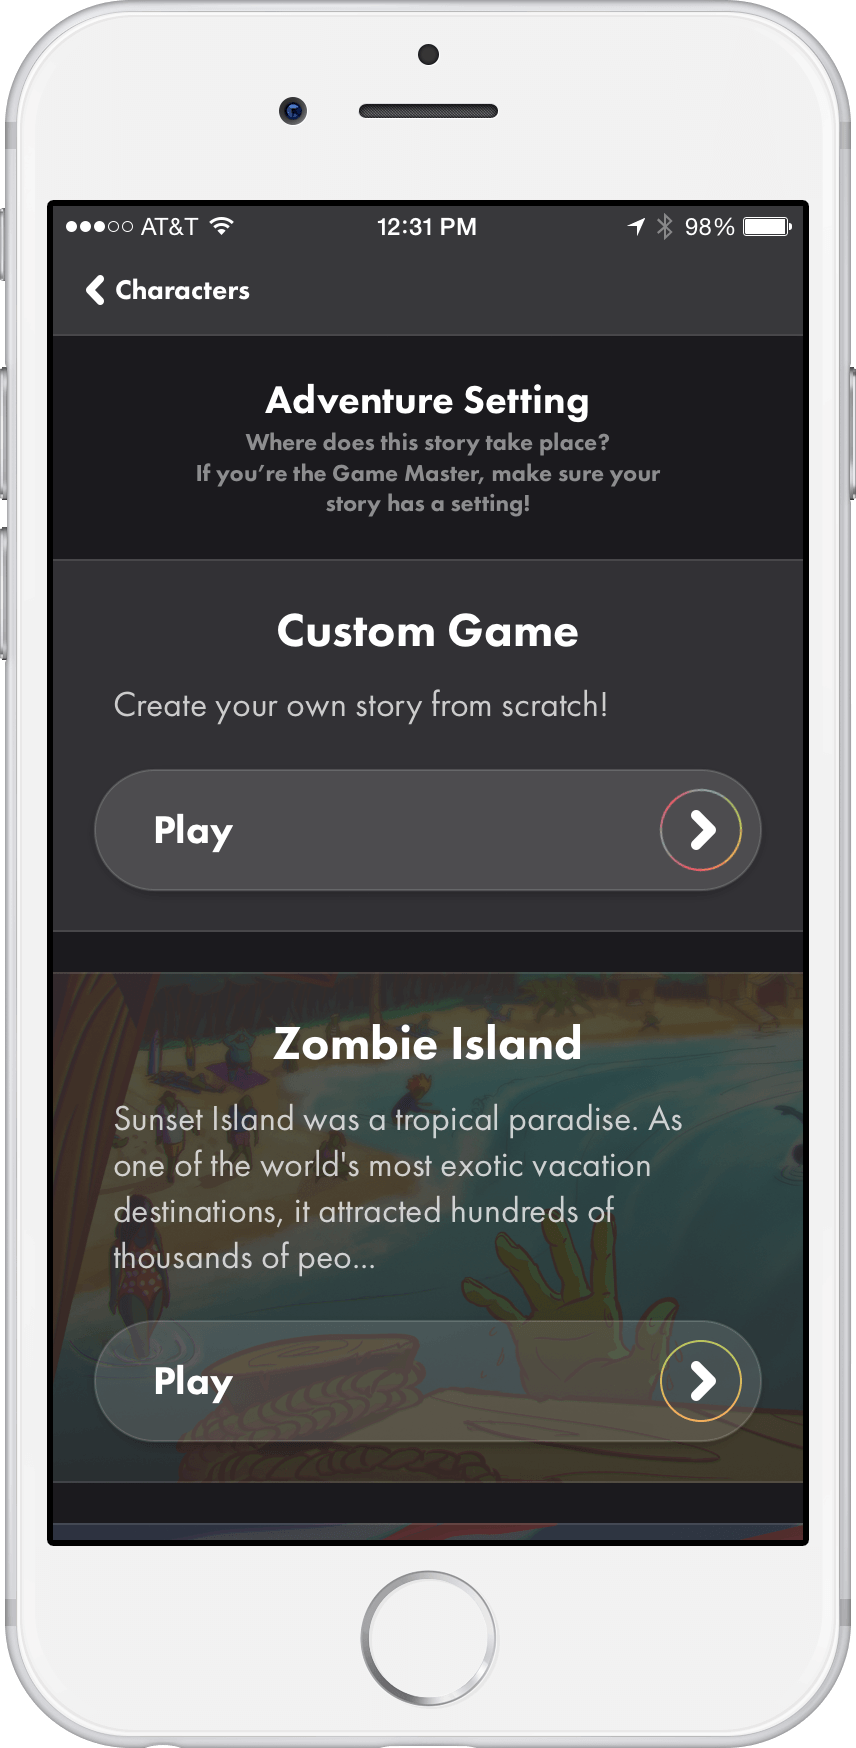 AT&T 12:31 PM 98%
Characters
Adventure Setting
Where does this story take place?
If you’re the Game Master, make sure your
story has a setting!
Custom Game
Create your own story from scratch!
Play
Zombie Island
Sunset Island was a tropical paradise. As
one of the world's most exotic vacation
destinations, it attracted hundreds of
thousands of peo...
Play